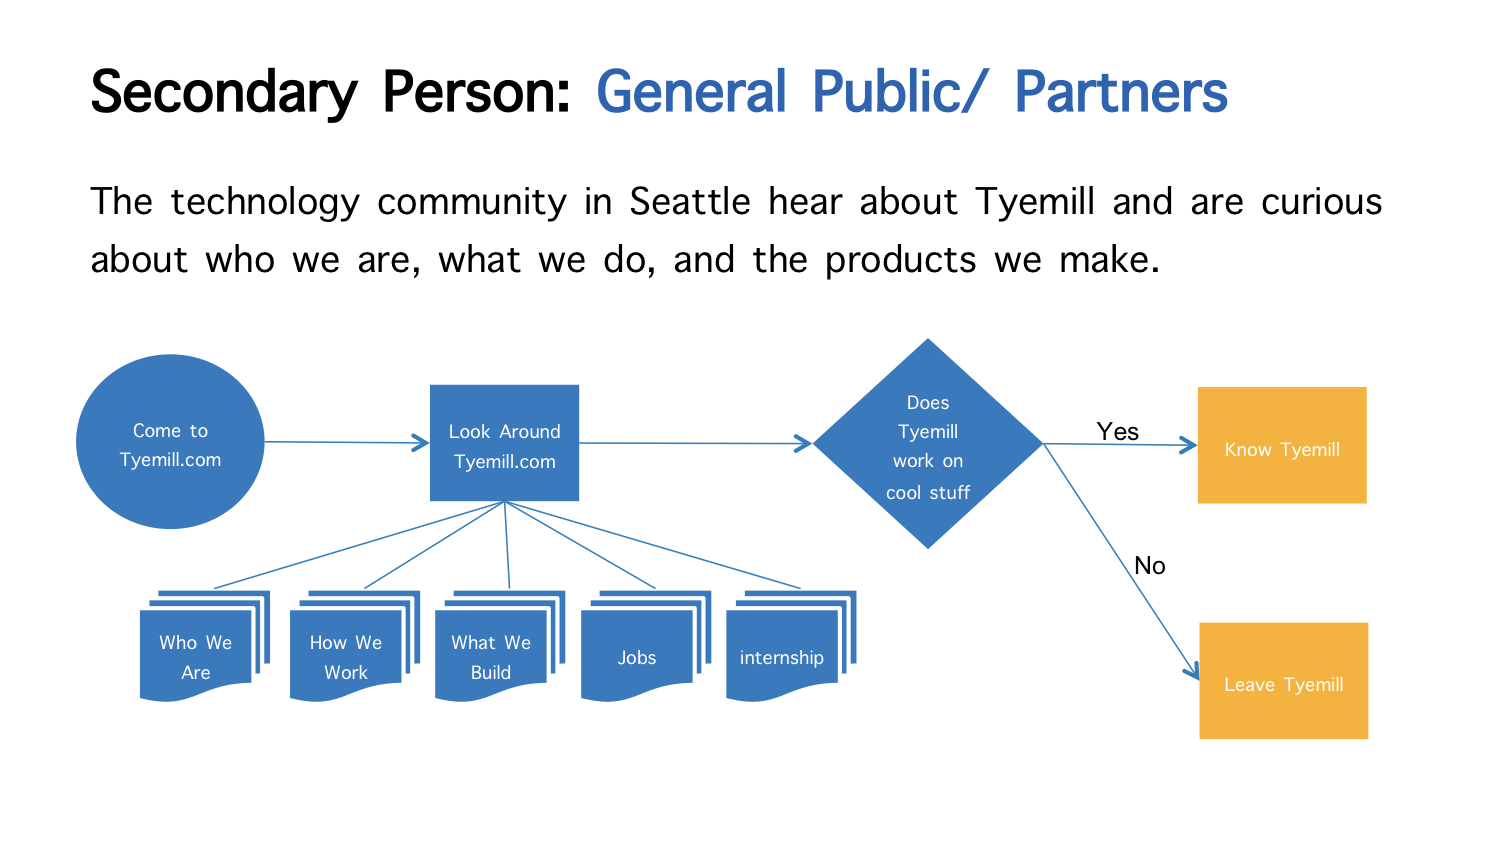 Secondary Person: General Public/ Partners
The technology community in Seattle hear about Tyemill and are curious
about who we are, what we do, and the products we make.
Come to
Tyemill.com
Look Around
Tyemill.com
Does
Tyemill
work on
cool stuff
Yes
Know Tyemill
No
Who We
Are
How We
Work
What We
Build
Jobs
internship
Leave Tyemill